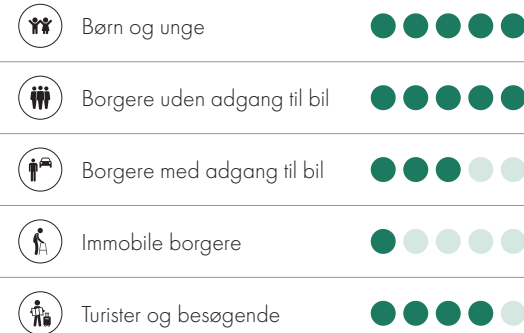 Børn og unge
Borgere uden adgang til bil
Borgere med adgang til bil
Immobile borgere
Turister og besøgende